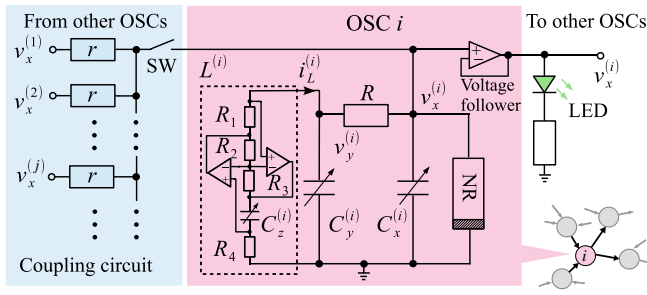 From other OSCs
OSC i
To other OSCs
v_x^(1)
r
SW
L^(i)
i_L^(i)
v_x^(i)
Voltage
follower
LED
v_x^(2)
r
R_1
R
v_x^(i)
v_y^(i)
R_2
R_3
NR
v_x^(j)
r
C_z^(i)
C_y^(i)
C_x^(i)
R_4
i
Coupling circuit